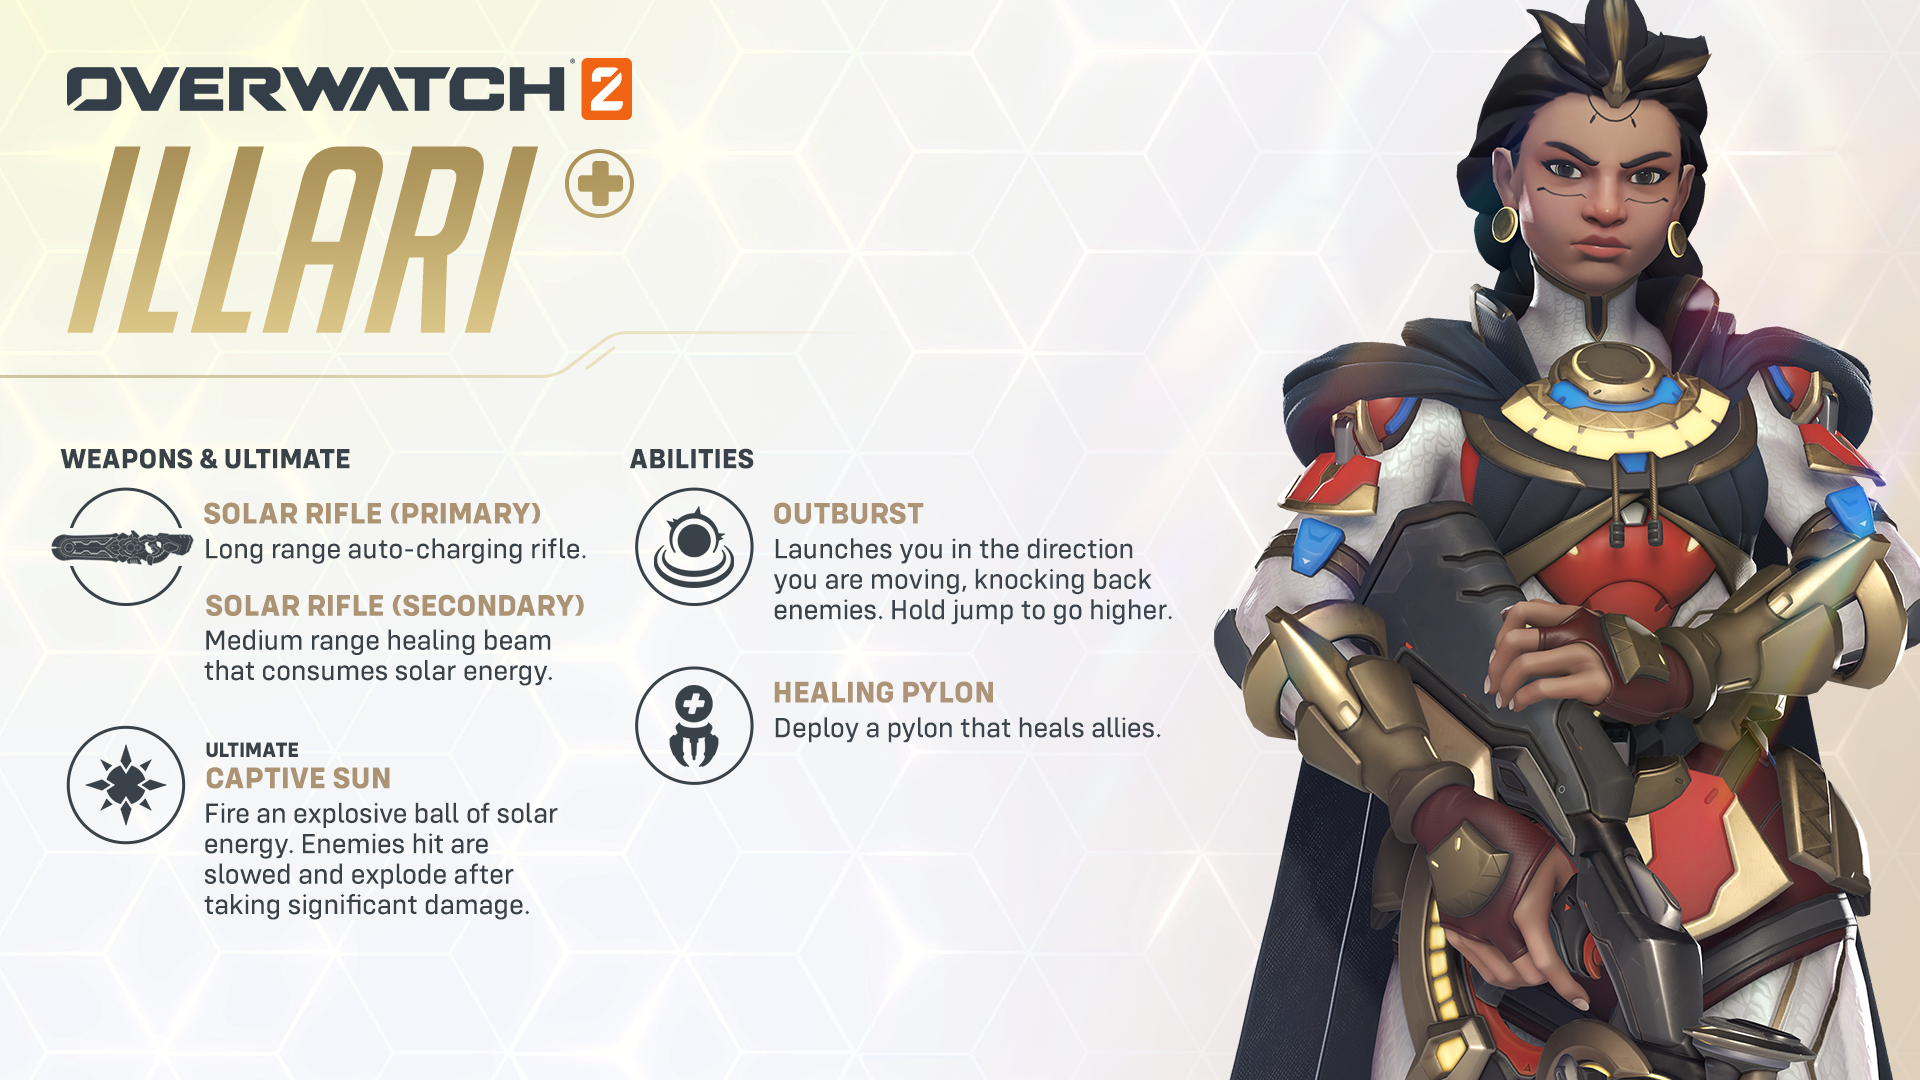 OVERWATCH 2
ILLARI
WEAPONS & ULTIMATE
SOLAR RIFLE (PRIMARY)
Long range auto-charging rifle.
SOLAR RIFLE (SECONDARY)
Medium range healing beam
that consumes solar energy.
ULTIMATE
CAPTIVE SUN
Fire an explosive ball of solar
energy. Enemies hit are
slowed and explode after
taking significant damage.
ABILITIES
OUTBURST
Launches you in the direction
you are moving, knocking back
enemies. Hold jump to go higher.
HEALING PYLON
Deploy a pylon that heals allies.